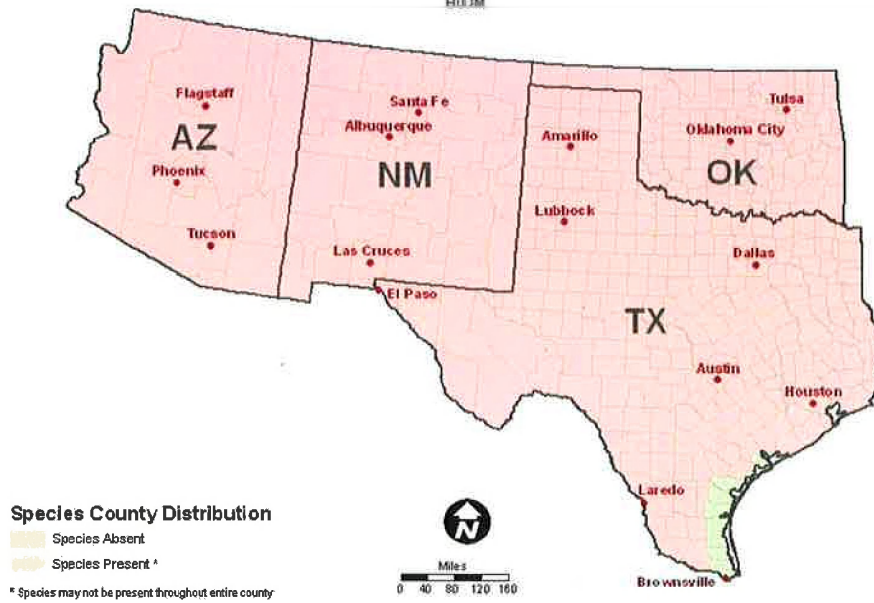 Flagstaff
AZ
Phoenix
Tucson
Santa Fe
Albuquerque
NM
Las Cruces
El Paso
Tulsa
Oklahoma City
OK
Amarillo
Lubbock
Dallas
TX
Austin
Houston
Laredo
Brownsville
Species County Distribution
Species Absent
Species Present *
* Species may not be present throughout entire county
N
Miles
0 40 80 120 160